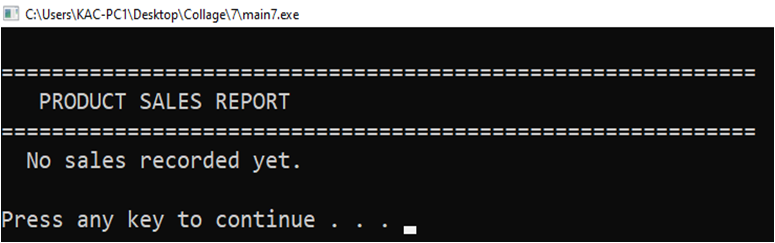 C:\Users\KAC-PC1\Desktop\Collage\7\main7.exe
============================================================
PRODUCT SALES REPORT
============================================================
No sales recorded yet.
Press any key to continue . . .